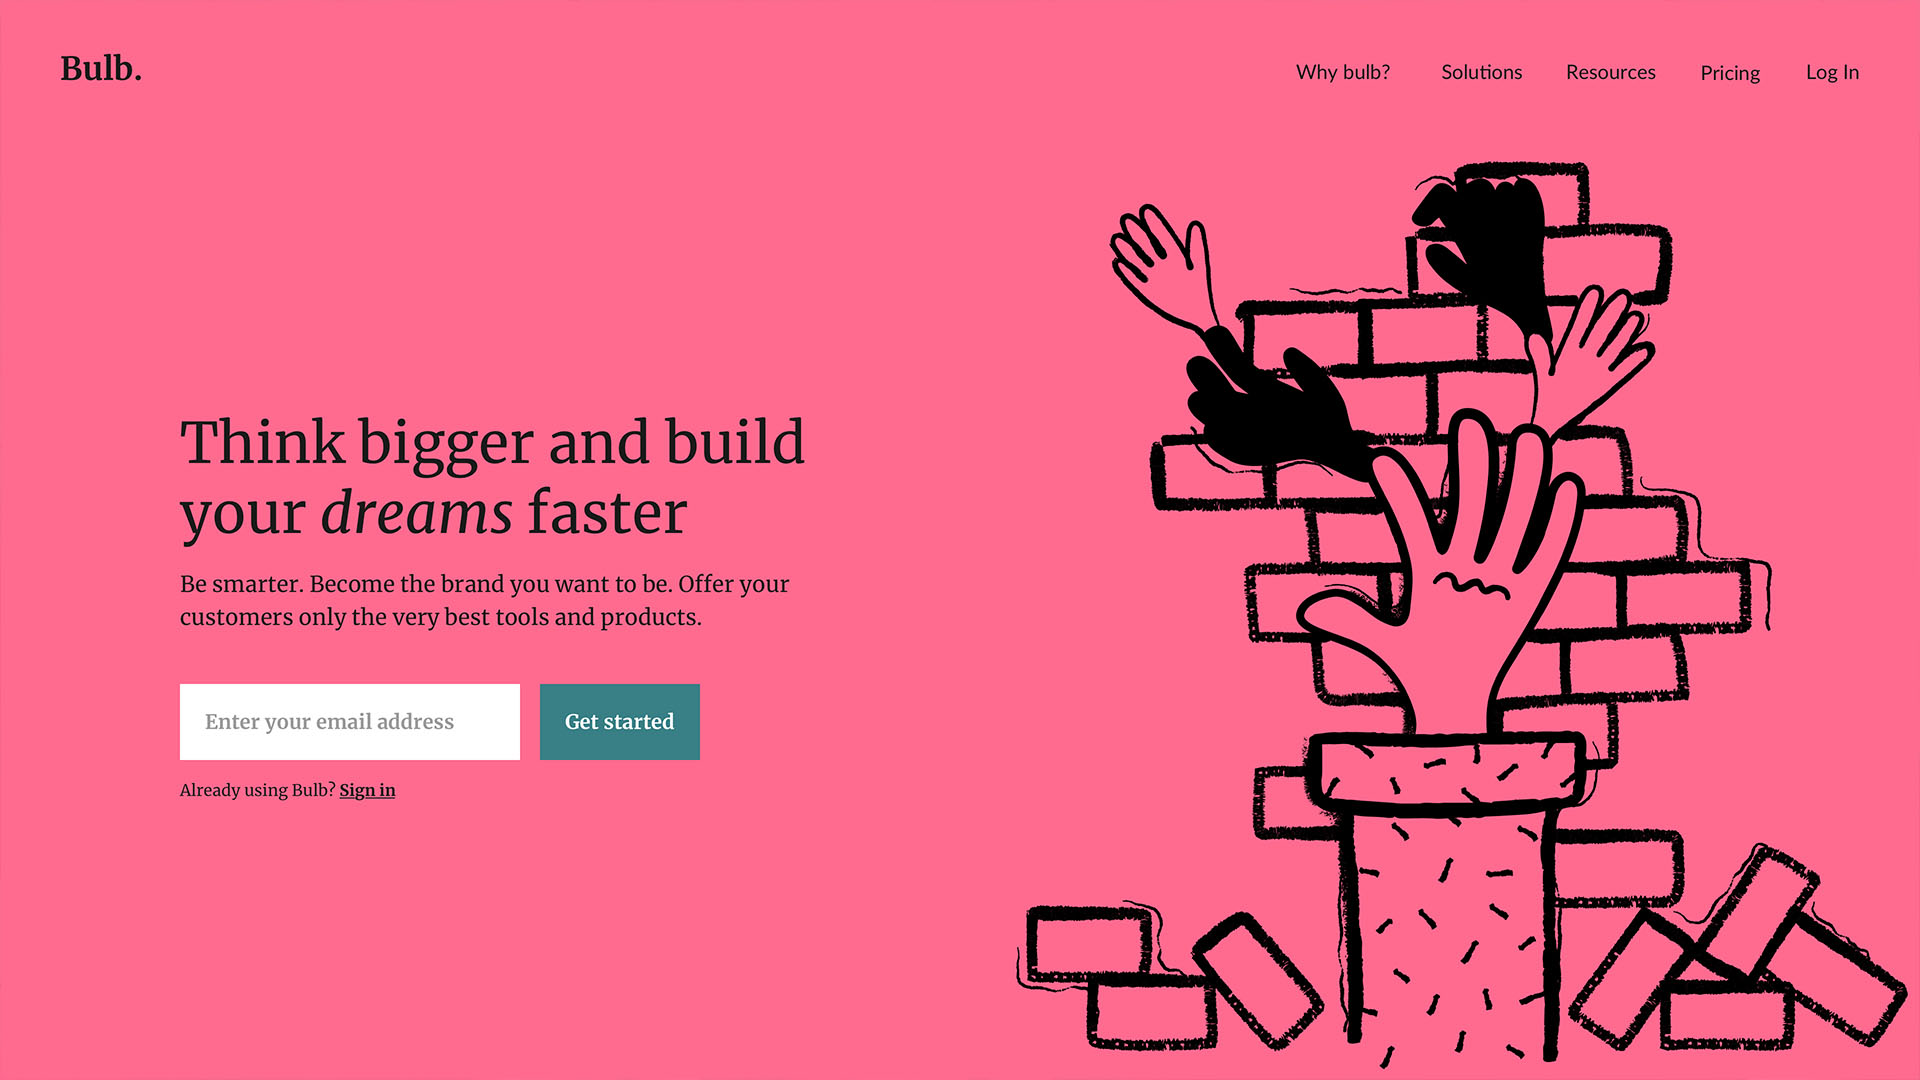 Bulb.
Why bulb?
Solutions
Resources
Pricing
Log In
Think bigger and build
your dreams faster
Be smarter. Become the brand you want to be. Offer your
customers only the very best tools and products.
Enter your email address
Get started
Already using Bulb? Sign in